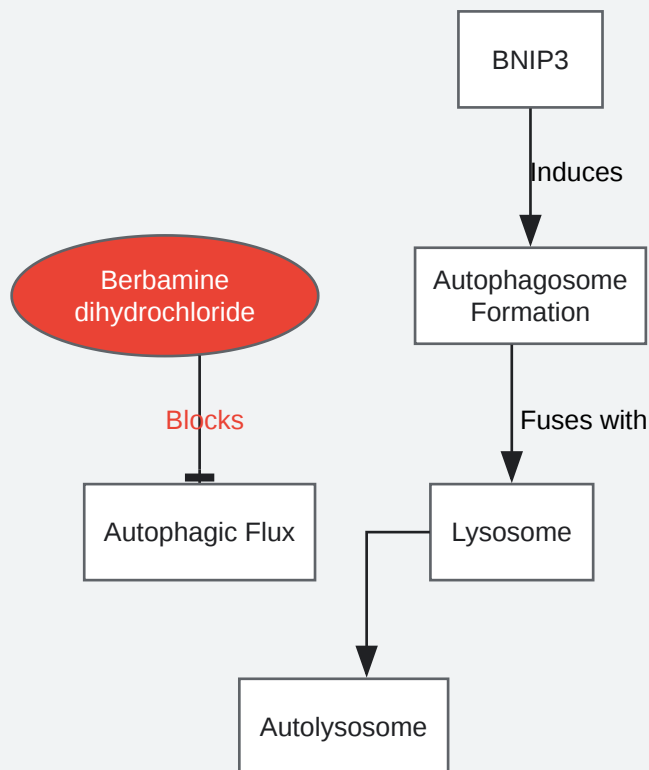 BNIP3
Induces
Berbamine
dihydrochloride
Autophagosome
Formation
Blocks
Fuses with
Autophagic Flux
Lysosome
Autolysosome